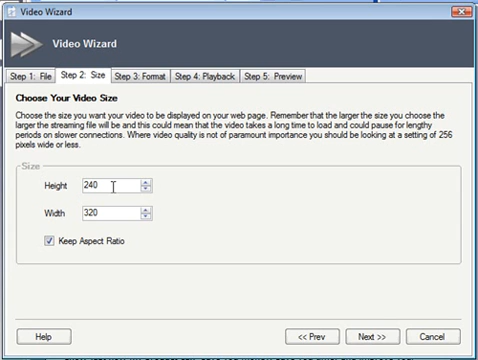 Video Wizard
Video Wizard
Step 1: File Step 2: Size Step 3: Format Step 4: Playback Step 5: Preview
Choose Your Video Size
Choose the size you want your video to be displayed on your web page. Remember that the larger the size you choose the
larger the streaming file will be and this could mean that the video takes a long time to load and could pause for lengthy
periods on slower connections. Where video quality is not of paramount importance you should be looking at a setting of 256
pixels wide or less.
Size
Height 240
Width 320
Keep Aspect Ratio
Help << Prev Next >> Cancel